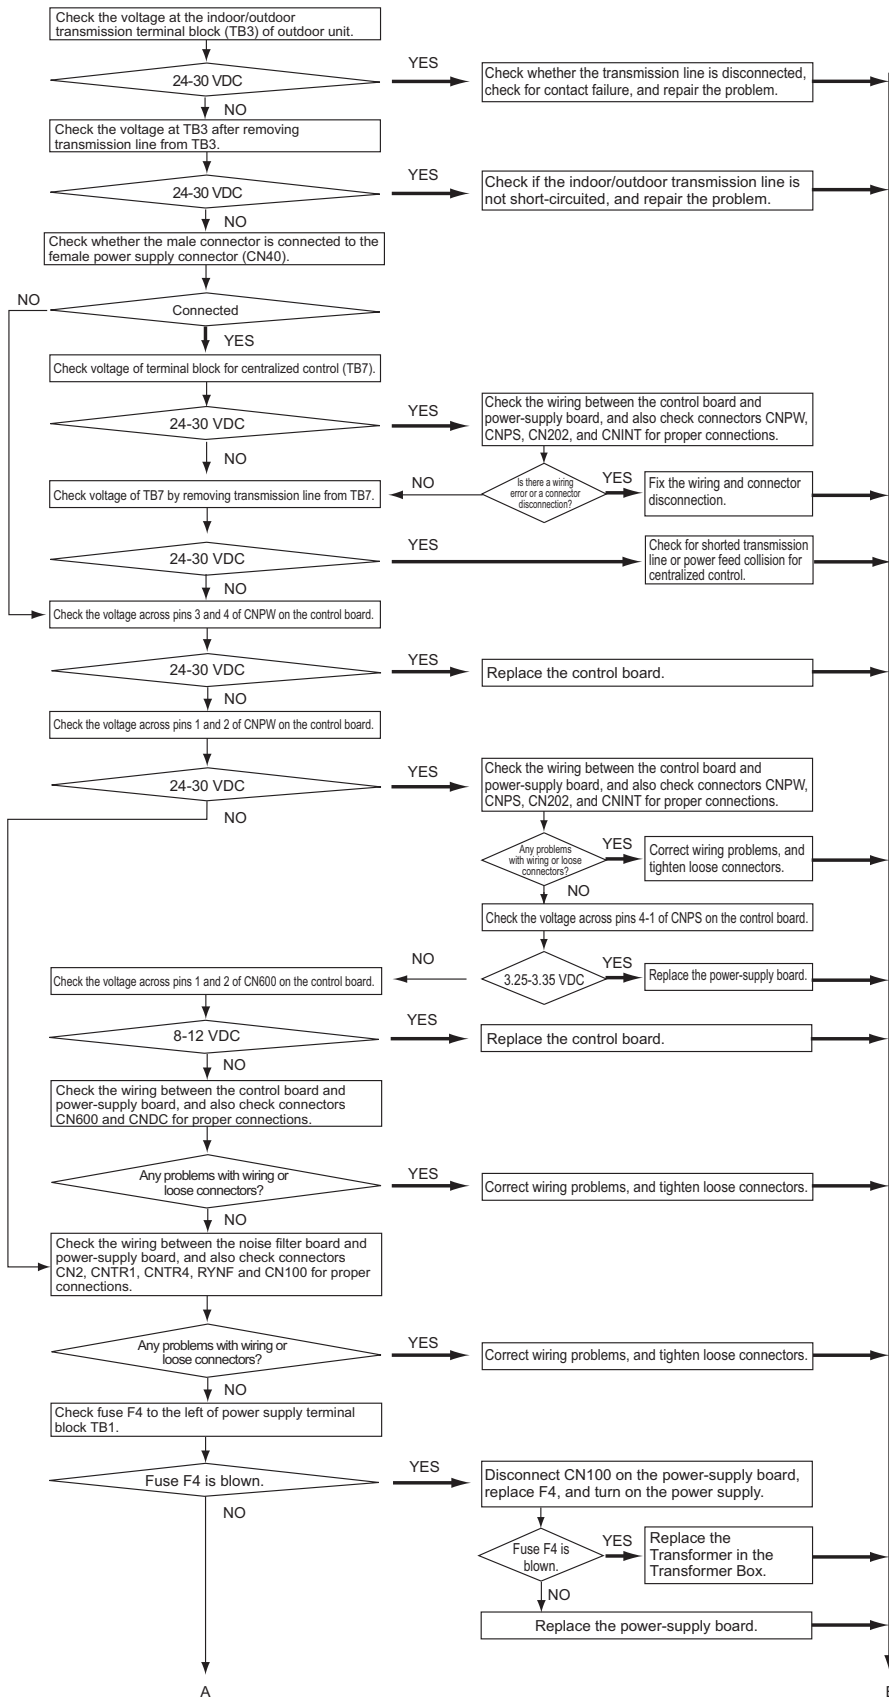 Check the voltage at the indoor/outdoor
transmission terminal block (TB3) of outdoor unit.
24-30 VDC
YES
Check whether the transmission line is disconnected,
check for contact failure, and repair the problem.
NO
Check the voltage at TB3 after removing
transmission line from TB3.
24-30 VDC
YES
Check if the indoor/outdoor transmission line is
not short-circuited, and repair the problem.
NO
Check whether the male connector is connected to the
female power supply connector (CN40).
NO
Connected
YES
Check voltage of terminal block for centralized control (TB7).
24-30 VDC
YES
Check the wiring between the control board and
power-supply board, and also check connectors CNPW,
CNPS, CN202, and CNINT for proper connections.
NO
Is there a wiring
error or a connector
disconnection?
YES
Fix the wiring and connector
disconnection.
NO
Check voltage of TB7 by removing transmission line from TB7.
24-30 VDC
YES
Check for shorted transmission
line or power feed collision for
centralized control.
NO
Check the voltage across pins 3 and 4 of CNPW on the control board.
24-30 VDC
YES
Replace the control board.
NO
Check the voltage across pins 1 and 2 of CNPW on the control board.
24-30 VDC
YES
Check the wiring between the control board and
power-supply board, and also check connectors CNPW,
CNPS, CN202, and CNINT for proper connections.
NO
Any problems
with wiring or loose
connectors?
YES
Correct wiring problems, and
tighten loose connectors.
NO
Check the voltage across pins 4-1 of CNPS on the control board.
3.25-3.35 VDC
YES
Replace the power-supply board.
NO
Check the voltage across pins 1 and 2 of CN600 on the control board.
8-12 VDC
YES
Replace the control board.
NO
Check the wiring between the control board and
power-supply board, and also check connectors
CN600 and CNDC for proper connections.
Any problems with wiring or
loose connectors?
YES
Correct wiring problems, and tighten loose connectors.
NO
Check the wiring between the noise filter board and
power-supply board, and also check connectors
CN2, CNTR1, CNTR4, RYNF and CN100 for proper
connections.
Any problems with wiring or
loose connectors?
YES
Correct wiring problems, and tighten loose connectors.
NO
Check fuse F4 to the left of power supply terminal
block TB1.
Fuse F4 is blown.
YES
Disconnect CN100 on the power-supply board,
replace F4, and turn on the power supply.
NO
Fuse F4 is
blown.
YES
Replace the
Transformer in the
Transformer Box.
NO
Replace the power-supply board.
A